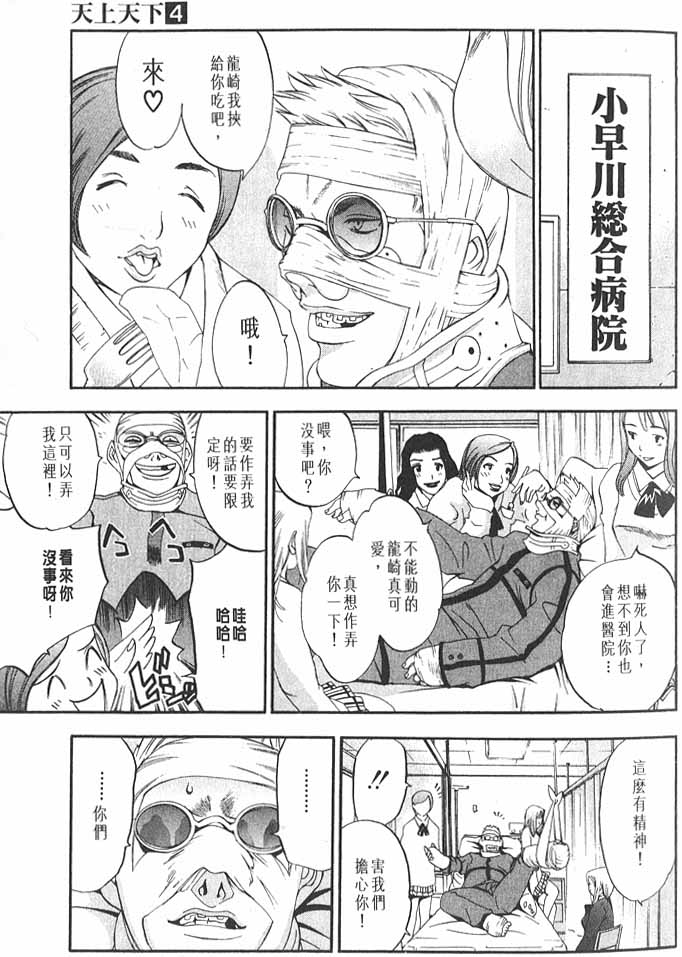 天上天下4
小早川総合病院
龍崎我挾
給你吃吧，
來♡
哦！
嚇死人了，
想不到你也
會進醫院…
喂，你
没事吧？
不能動的
龍崎真可
愛，
真想作弄
你一下！
要作弄我
的話要限
定呀！
只可以弄
我這裡！
哇哈
哈哈！
看來你
沒事呀！
ビビッ
這麼有精神！
害我們
擔心你！
!!
……
……你們